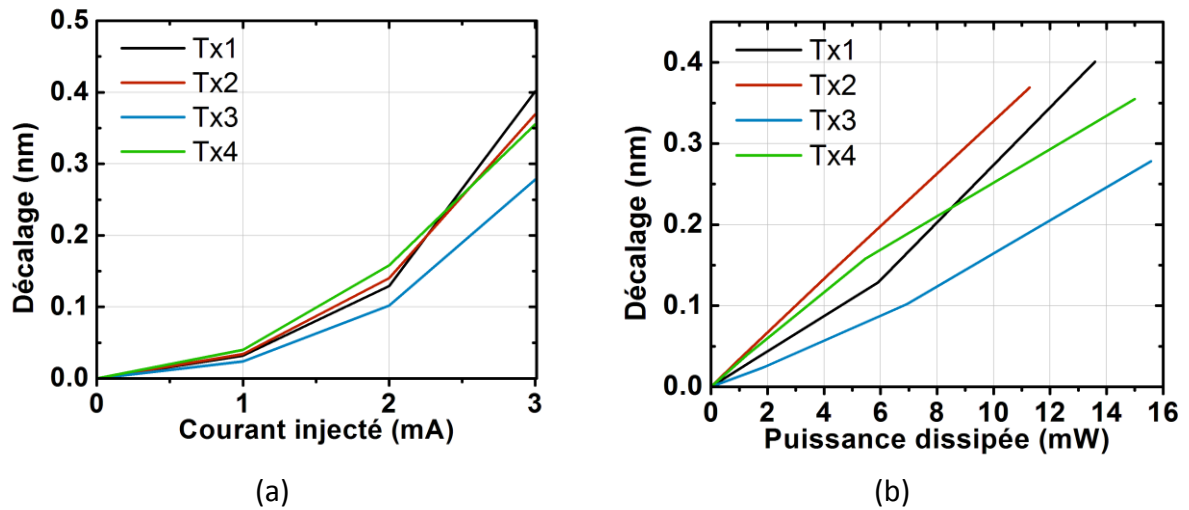 0.5
0.4
0.3
0.2
0.1
0.0
Décalage (nm)
Tx1
Tx2
Tx3
Tx4
0 1 2 3
Courant injecté (mA)
(a)
0.4
0.3
0.2
0.1
0.0
Décalage (nm)
Tx1
Tx2
Tx3
Tx4
0 2 4 6 8 10 12 14 16
Puissance dissipée (mW)
(b)